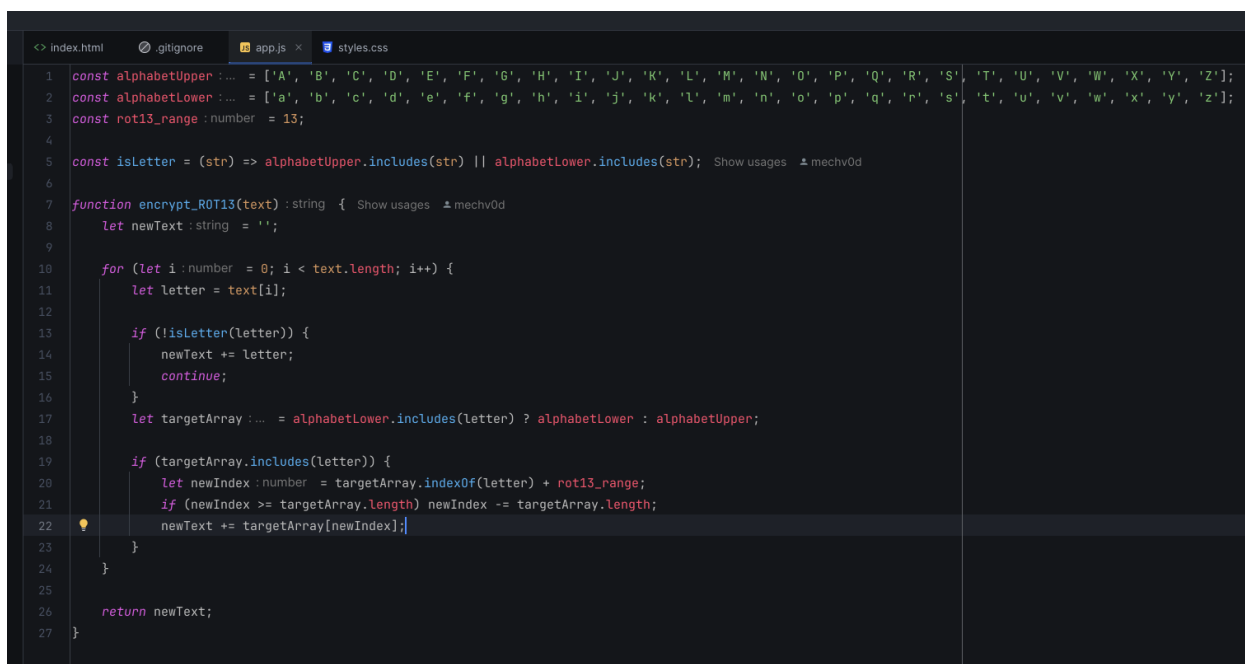 index.html .gitignore app.js × styles.css
1 const alphabetUpper :... = ['A', 'B', 'C', 'D', 'E', 'F', 'G', 'H', 'I', 'J', 'K', 'L', 'M', 'N', 'O', 'P', 'Q', 'R', 'S', 'T', 'U', 'V', 'W', 'X', 'Y', 'Z'];
2 const alphabetLower :... = ['a', 'b', 'c', 'd', 'e', 'f', 'g', 'h', 'i', 'j', 'k', 'l', 'm', 'n', 'o', 'p', 'q', 'r', 's', 't', 'u', 'v', 'w', 'x', 'y', 'z'];
3 const rot13_range : number = 13;
4
5 const isLetter = (str) => alphabetUpper.includes(str) || alphabetLower.includes(str); Show usages mechv0d
6
7 function encrypt_ROT13(text) : string { Show usages mechv0d
8 let newText : string = '';
9
10 for (let i : number = 0; i < text.length; i++) {
11 let letter = text[i];
12
13 if (!isLetter(letter)) {
14 newText += letter;
15 continue;
16 }
17 let targetArray :... = alphabetLower.includes(letter) ? alphabetLower : alphabetUpper;
18
19 if (targetArray.includes(letter)) {
20 let newIndex : number = targetArray.indexOf(letter) + rot13_range;
21 if (newIndex >= targetArray.length) newIndex -= targetArray.length;
22 newText += targetArray[newIndex];
23 }
24 }
25
26 return newText;
27 }